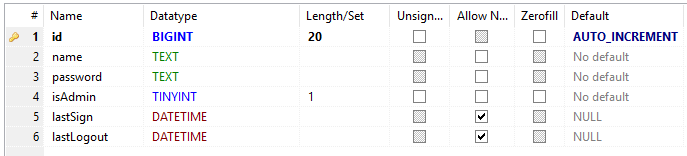 # Name Datatype Length/Set Unsign... Allow N... Zerofill Default
1 id BIGINT 20 AUTO_INCREMENT
2 name TEXT No default
3 password TEXT No default
4 isAdmin TINYINT 1 No default
5 lastSign DATETIME NULL
6 lastLogout DATETIME NULL